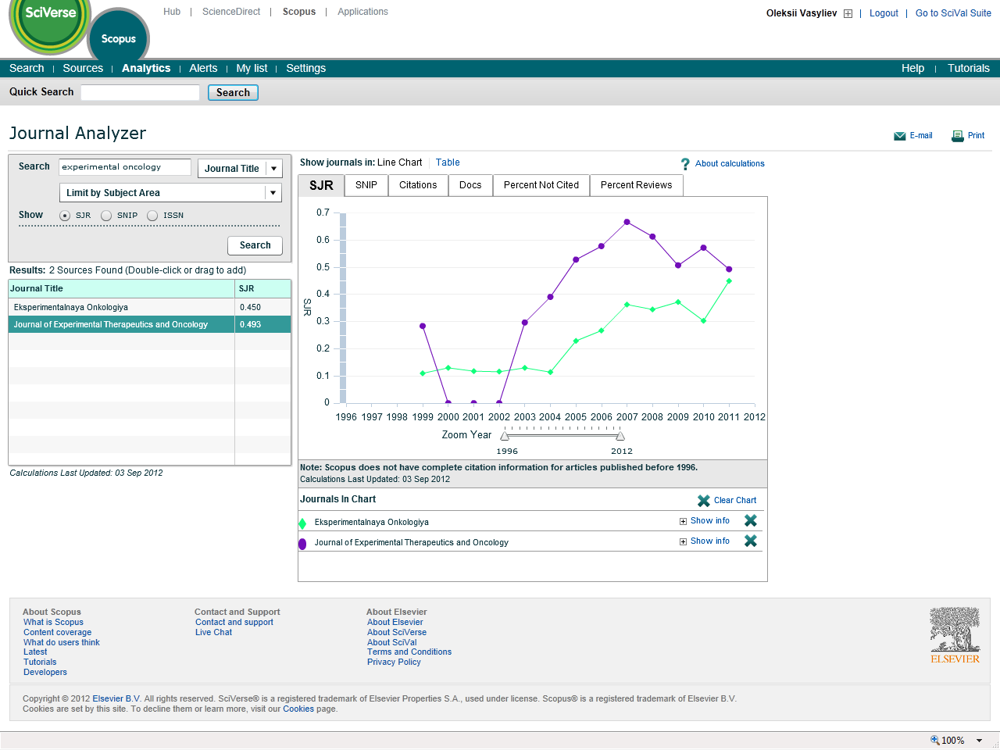 SciVerse
Scopus
Hub | ScienceDirect | Scopus | Applications
Oleksii Vasyliev | Logout | Go to SciVal Suite
Search | Sources | Analytics | Alerts | My list | Settings
Help | Tutorials
Quick Search Search
Journal Analyzer
E-mail Print
Search experimental oncology Journal Title
Limit by Subject Area
Show SJR SNIP ISSN
Search
Results: 2 Sources Found (Double-click or drag to add)
Journal Title SJR
Eksperimentalnaya Onkologiya 0.450
Journal of Experimental Therapeutics and Oncology 0.493
Calculations Last Updated: 03 Sep 2012
Show journals in: Line Chart | Table
? About calculations
SJR SNIP Citations Docs Percent Not Cited Percent Reviews
0.7
0.6
0.5
0.4
0.3
0.2
0.1
0
SJR
1996 1997 1998 1999 2000 2001 2002 2003 2004 2005 2006 2007 2008 2009 2010 2011 2012
Zoom Year
1996 2012
Note: Scopus does not have complete citation information for articles published before 1996.
Calculations Last Updated: 03 Sep 2012
Journals In Chart Clear Chart
Eksperimentalnaya Onkologiya Show info
Journal of Experimental Therapeutics and Oncology Show info
About Scopus
What is Scopus
Content coverage
What do users think
Latest
Tutorials
Developers
Contact and Support
Contact and support
Live Chat
About Elsevier
About Elsevier
About SciVerse
About SciVal
Terms and Conditions
Privacy Policy
ELSEVIER
Copyright © 2012 Elsevier B.V. All rights reserved. SciVerse® is a registered trademark of Elsevier Properties S.A., used under license. Scopus® is a registered trademark of Elsevier B.V.
Cookies are set by this site. To decline them or learn more, visit our Cookies page.
100%